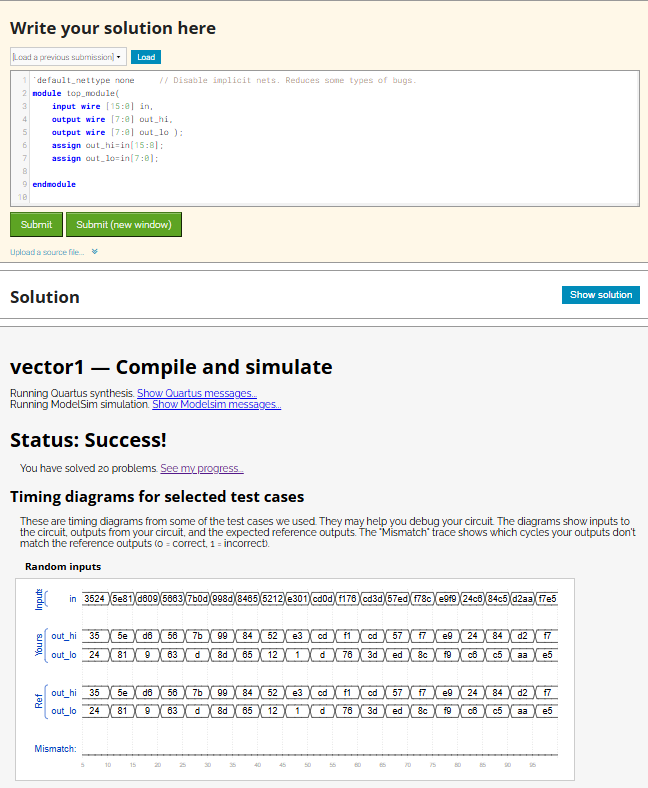 Write your solution here
[Load a previous submission]
Load
1 `default_nettype none // Disable implicit nets. Reduces some types of bugs.
2 module top_module(
3 input wire [15:0] in,
4 output wire [7:0] out_hi,
5 output wire [7:0] out_lo );
6 assign out_hi=in[15:8];
7 assign out_lo=in[7:0];
8
9 endmodule
10
Submit
Submit (new window)
Upload a source file...
Solution
Show solution
vector1 — Compile and simulate
Running Quartus synthesis. Show Quartus messages...
Running ModelSim simulation. Show Modelsim messages...
Status: Success!
You have solved 20 problems. See my progress...
Timing diagrams for selected test cases
These are timing diagrams from some of the test cases we used. They may help you debug your circuit. The diagrams show inputs to
the circuit, outputs from your circuit, and the expected reference outputs. The "Mismatch" trace shows which cycles your outputs don't
match the reference outputs (0 = correct, 1 = incorrect).
Random inputs
Inputs
in 3524 5e81 d609 5663 7b0d 998d 8465 5212 e301 cd0d f176 cd3d 57ed f78c e9f9 24c6 84c5 d2aa f7e5
Yours
out_hi 35 5e d6 56 7b 99 84 52 e3 cd f1 cd 57 f7 e9 24 84 d2 f7
out_lo 24 81 9 63 d 8d 65 12 1 d 76 3d ed 8c f9 c6 c5 aa e5
Ref
out_hi 35 5e d6 56 7b 99 84 52 e3 cd f1 cd 57 f7 e9 24 84 d2 f7
out_lo 24 81 9 63 d 8d 65 12 1 d 76 3d ed 8c f9 c6 c5 aa e5
Mismatch:
5 10 15 20 25 30 35 40 45 50 55 60 65 70 75 80 85 90 95